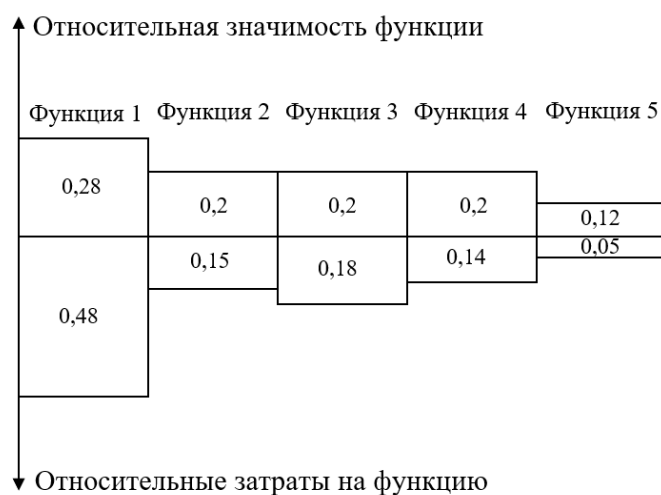 Относительная значимость функции
Функция 1 Функция 2 Функция 3 Функция 4 Функция 5
0,28 0,2 0,2 0,2 0,12
0,48 0,15 0,18 0,14 0,05
Относительные затраты на функцию